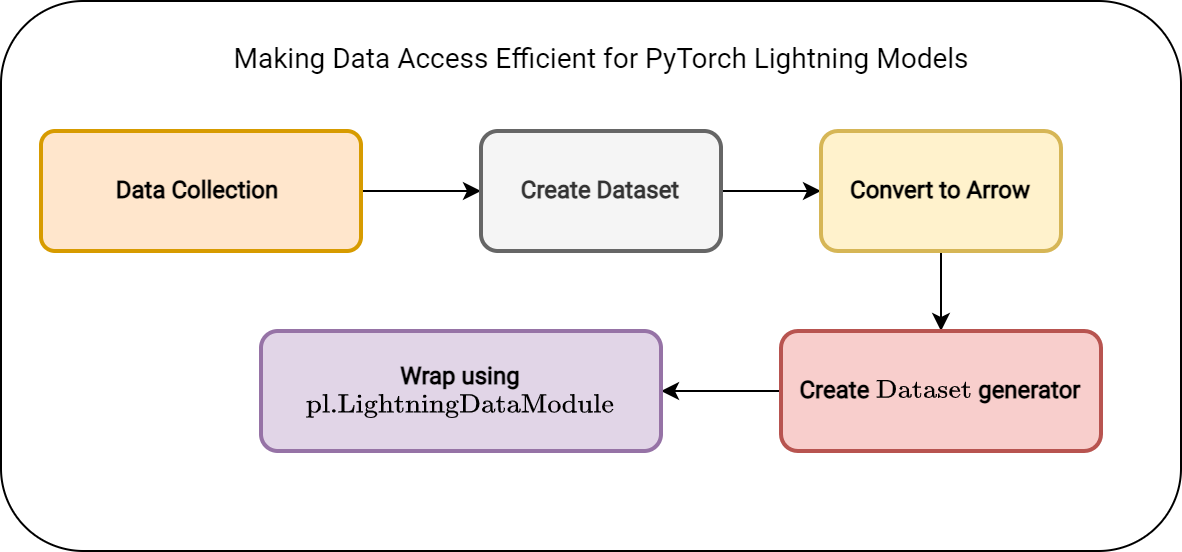 Making Data Access Efficient for PyTorch Lightning Models
Data Collection
Create Dataset
Convert to Arrow
Create Dataset generator
Wrap using
pl.LightningDataModule